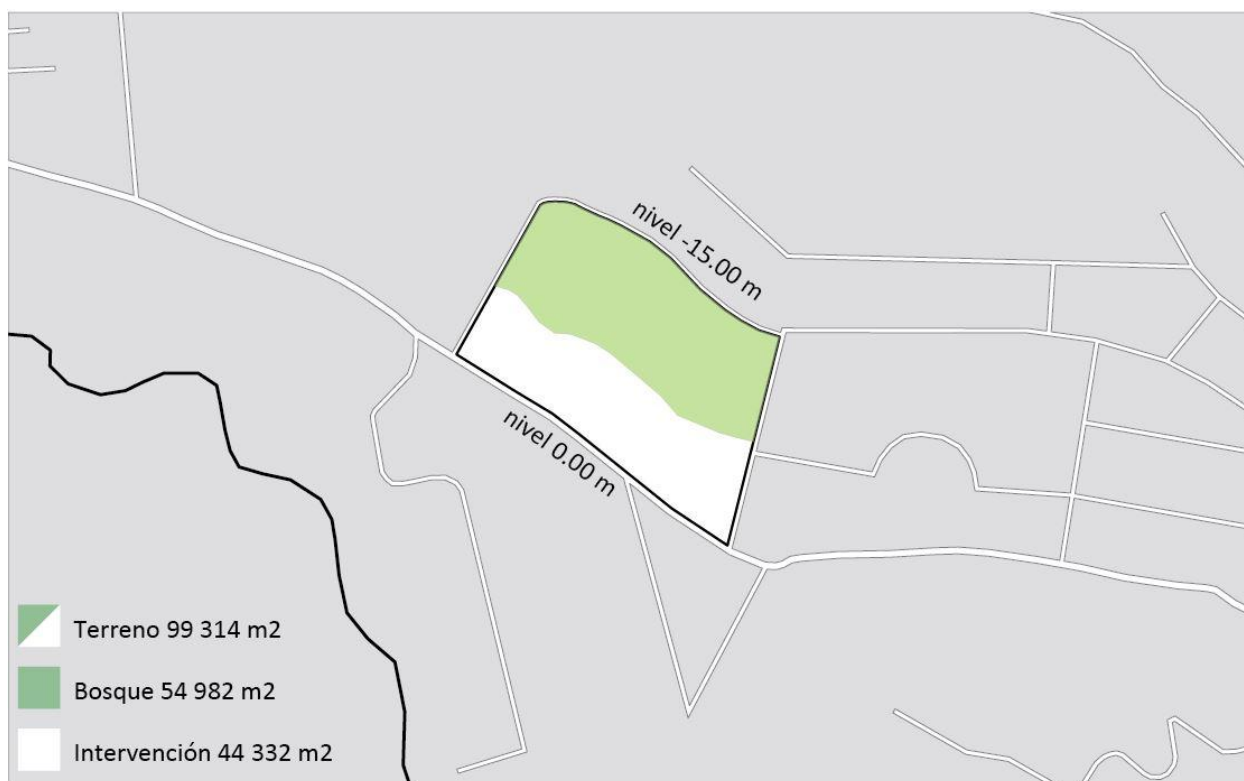 nivel -15.00 m
nivel 0.00 m
Terreno 99 314 m2
Bosque 54 982 m2
Intervención 44 332 m2